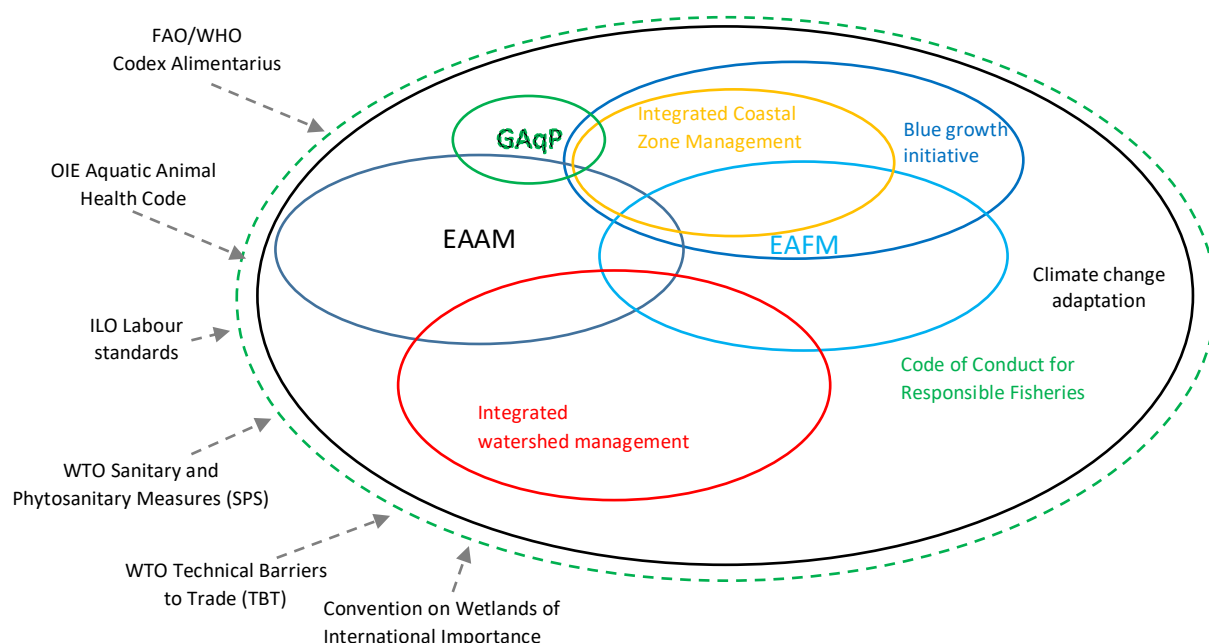 FAO/WHO
Codex Alimentarius
OIE Aquatic Animal
Health Code
ILO Labour
standards
WTO Sanitary and
Phytosanitary Measures (SPS)
WTO Technical Barriers
to Trade (TBT)
Convention on Wetlands of
International Importance
GAqP
Integrated Coastal
Zone Management
Blue growth
initiative
EAAM
EAFM
Climate change
adaptation
Code of Conduct for
Responsible Fisheries
Integrated
watershed management